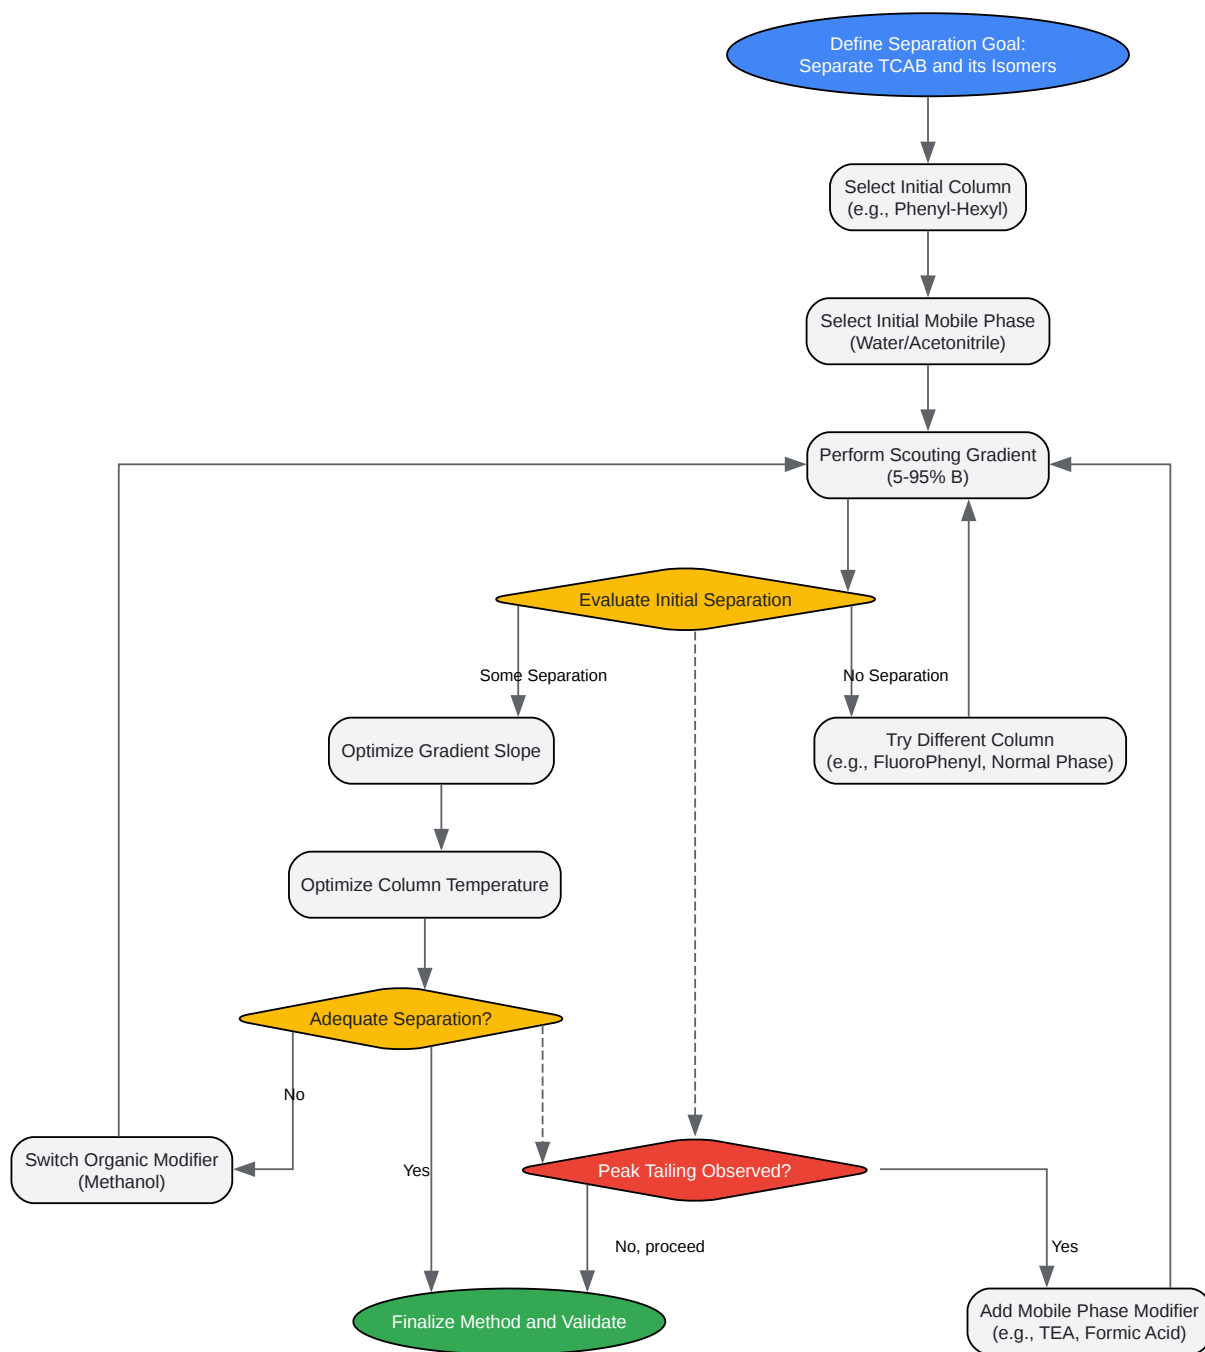 Define Separation Goal:
Separate TCAB and its Isomers
Select Initial Column
(e.g., Phenyl-Hexyl)
Select Initial Mobile Phase
(Water/Acetonitrile)
Perform Scouting Gradient
(5-95% B)
Evaluate Initial Separation
Some Separation
No Separation
Optimize Gradient Slope
Try Different Column
(e.g., FluoroPhenyl, Normal Phase)
Optimize Column Temperature
Adequate Separation?
No
Switch Organic Modifier
(Methanol)
Yes
Peak Tailing Observed?
No, proceed
Yes
Finalize Method and Validate
Add Mobile Phase Modifier
(e.g., TEA, Formic Acid)